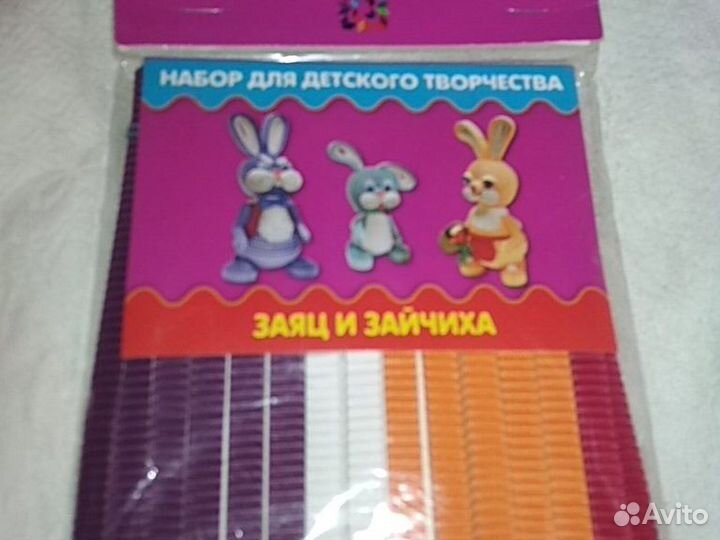 НАБОР ДЛЯ ДЕТСКОГО ТВОРЧЕСТВА
ЗАЯЦ И ЗАЙЧИХА
Avito